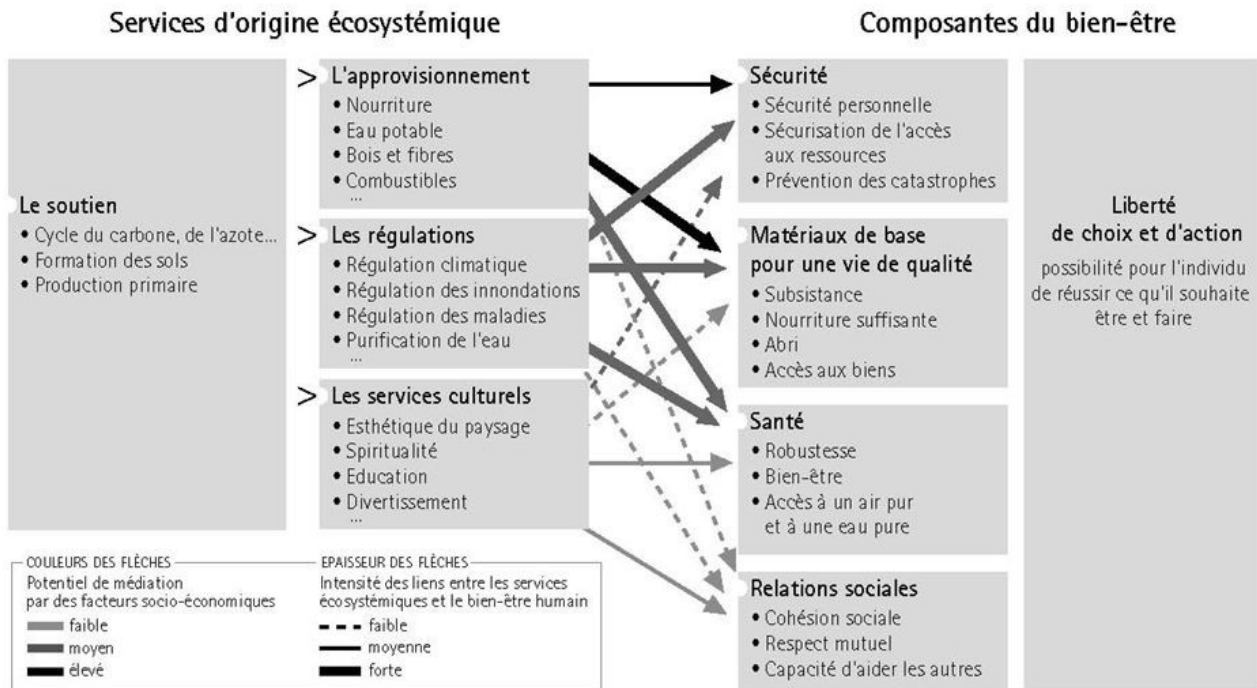 Services d'origine écosystémique
Composantes du bien-être
Le soutien
• Cycle du carbone, de l'azote...
• Formation des sols
• Production primaire
> L'approvisionnement
• Nourriture
• Eau potable
• Bois et fibres
• Combustibles
...
> Les régulations
• Régulation climatique
• Régulation des innondations
• Régulation des maladies
• Purification de l'eau
...
> Les services culturels
• Esthétique du paysage
• Spiritualité
• Education
• Divertissement
...
Sécurité
• Sécurité personnelle
• Sécurisation de l'accès
aux ressources
• Prévention des catastrophes
Matériaux de base
pour une vie de qualité
• Subsistance
• Nourriture suffisante
• Abri
• Accès aux biens
Santé
• Robustesse
• Bien-être
• Accès à un air pur
et à une eau pure
Relations sociales
• Cohésion sociale
• Respect mutuel
• Capacité d'aider les autres
Liberté
de choix et d'action
possibilité pour l'individu
de réussir ce qu'il souhaite
être et faire
COULEURS DES FLÈCHES
Potentiel de médiation
par des facteurs socio-économiques
faible
moyen
élevé
EPAISSEUR DES FLÈCHES
Intensité des liens entre les services
écosystémiques et le bien-être humain
faible
moyenne
forte